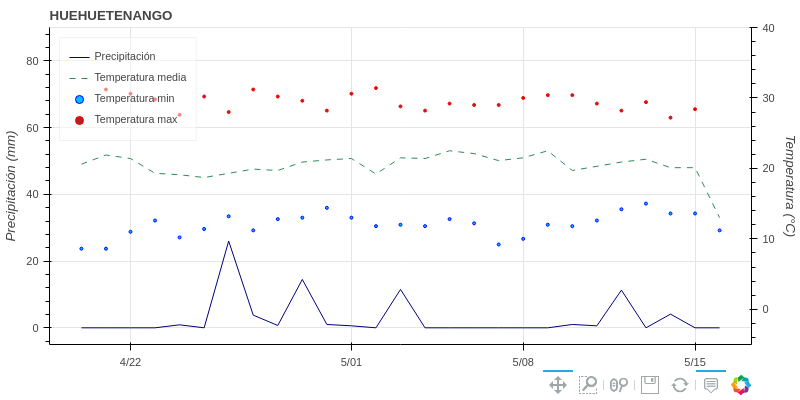 HUEHUETENANGO
Precipitación
Temperatura media
Temperatura min
Temperatura max
Precipitación (mm)
80
60
40
20
0
40
30
20
10
0
Temperatura (°C)
4/22
5/01
5/08
5/15